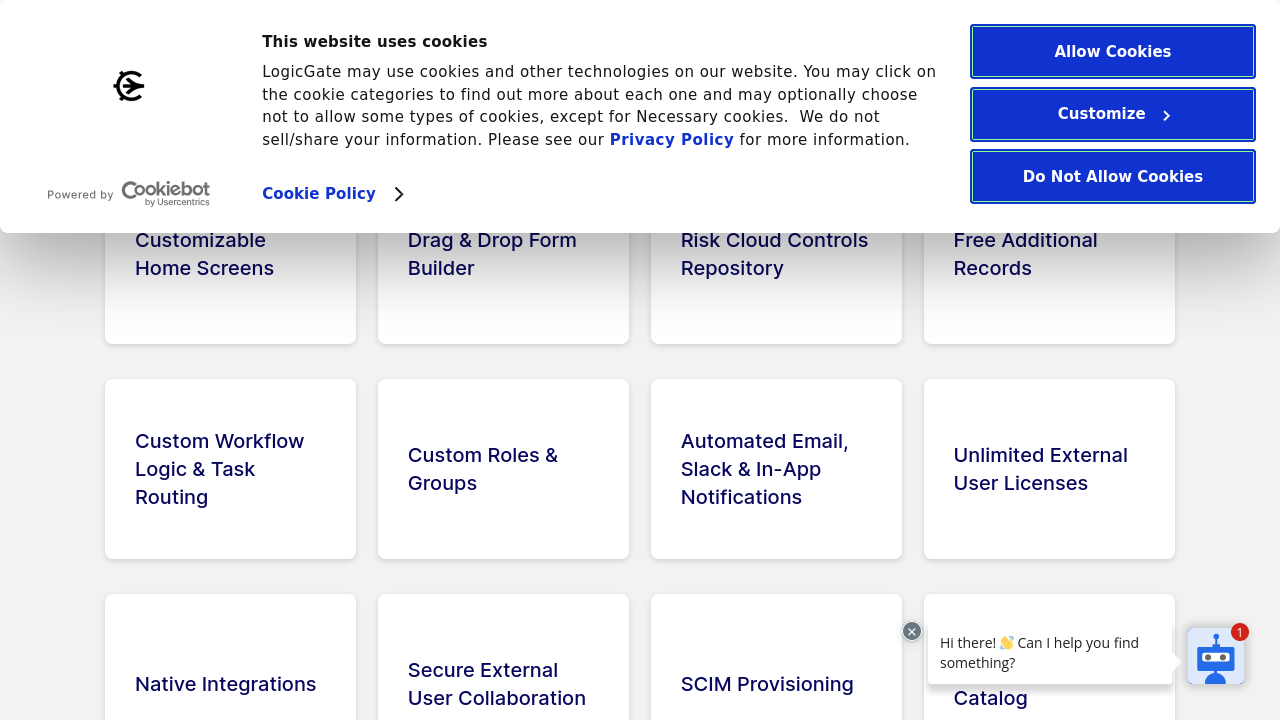 This website uses cookies
LogicGate may use cookies and other technologies on our website. You may click on
the cookie categories to find out more about each one and may optionally choose
not to allow some types of cookies, except for Necessary cookies.  We do not
sell/share your information. Please see our Privacy Policy for more information.
Cookie Policy
Powered by Cookiebot
by Usercentrics
Allow Cookies
Customize
Do Not Allow Cookies
Customizable
Home Screens
Drag & Drop Form
Builder
Risk Cloud Controls
Repository
Free Additional
Records
Custom Workflow
Logic & Task
Routing
Custom Roles &
Groups
Automated Email,
Slack & In-App
Notifications
Unlimited External
User Licenses
Native Integrations
Secure External
User Collaboration
SCIM Provisioning
Catalog
Hi there! 👋 Can I help you find
something?
1